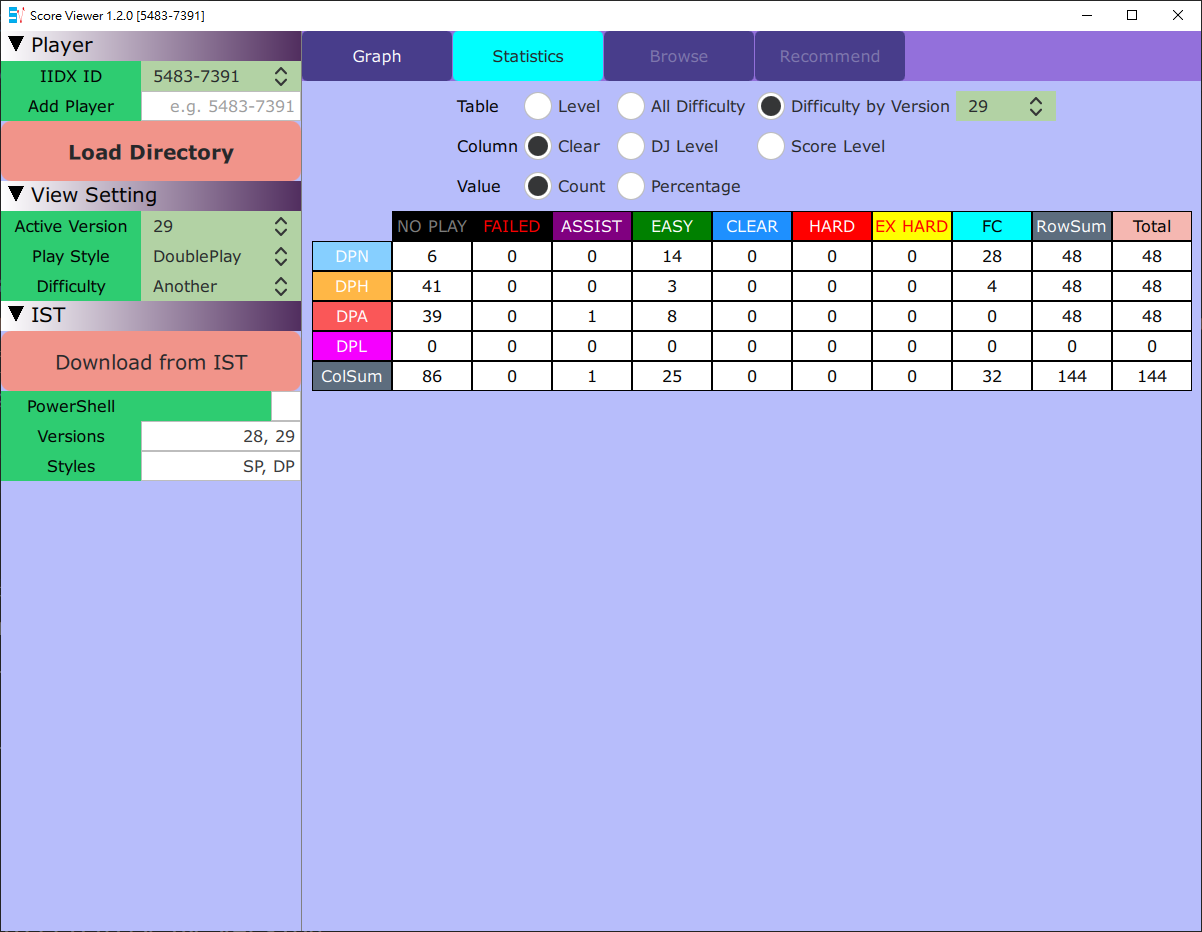 Score Viewer 1.2.0 [5483-7391]
Player
IIDX ID 5483-7391
Add Player e.g. 5483-7391
Load Directory
View Setting
Active Version 29
Play Style DoublePlay
Difficulty Another
IST
Download from IST
PowerShell
Versions 28, 29
Styles SP, DP
Graph Statistics Browse Recommend
Table Level All Difficulty Difficulty by Version 29
Column Clear DJ Level Score Level
Value Count Percentage
NO PLAY FAILED ASSIST EASY CLEAR HARD EX HARD FC RowSum Total
DPN 6 0 0 14 0 0 0 28 48 48
DPH 41 0 0 3 0 0 0 4 48 48
DPA 39 0 1 8 0 0 0 0 48 48
DPL 0 0 0 0 0 0 0 0 0 0
ColSum 86 0 1 25 0 0 0 32 144 144